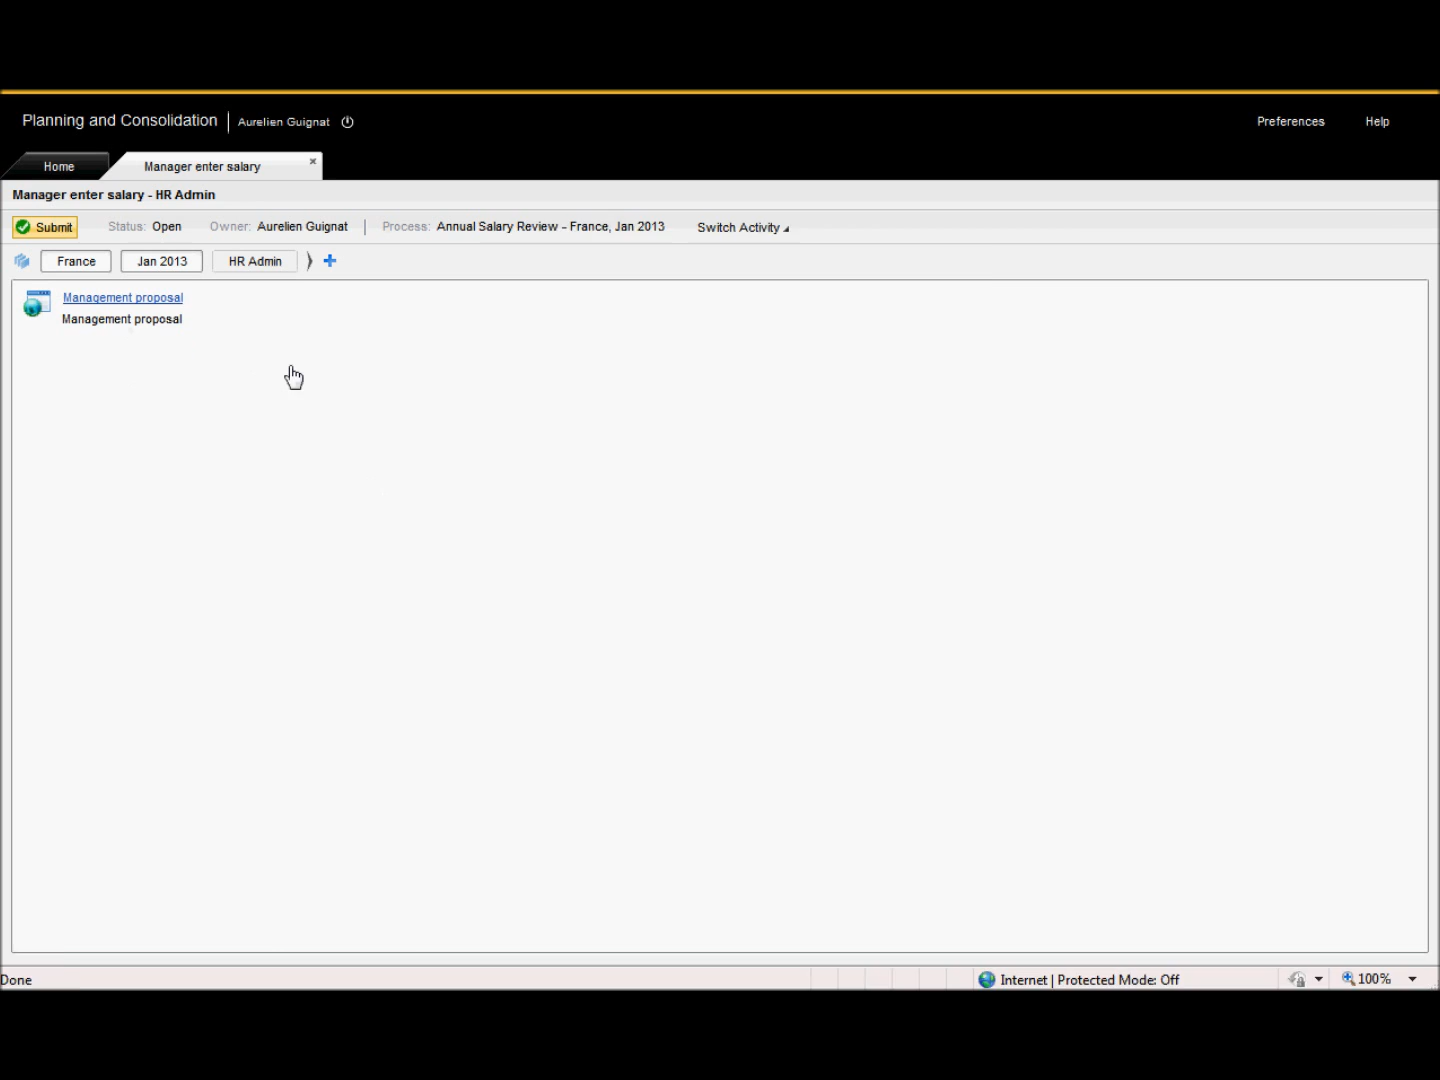 Planning and Consolidation | Aurelien Guignat Preferences Help
Home Manager enter salary ×
Manager enter salary - HR Admin
Submit Status: Open Owner: Aurelien Guignat | Process: Annual Salary Review - France, Jan 2013 Switch Activity
France Jan 2013 HR Admin
Management proposal
Management proposal
Done Internet | Protected Mode: Off 100%